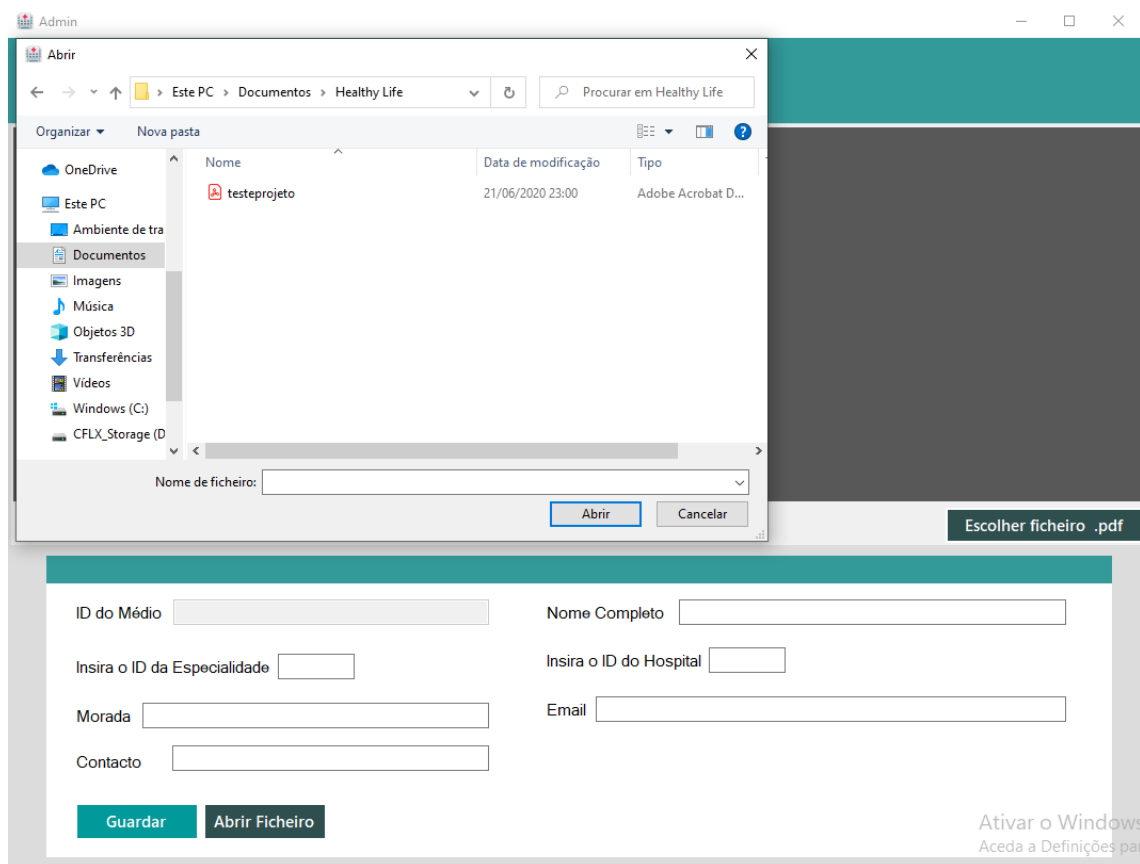 Admin
Abrir
Este PC > Documentos > Healthy Life
Procurar em Healthy Life
Organizar
Nova pasta
?
Nome
Data de modificação
Tipo
testeprojeto
21/06/2020 23:00
Adobe Acrobat D...
OneDrive
Este PC
Ambiente de tra
Documentos
Imagens
Música
Objetos 3D
Transferências
Vídeos
Windows (C:)
CFLX_Storage (D
Nome de ficheiro:
Abrir
Cancelar
Escolher ficheiro .pdf
ID do Médio
Nome Completo
Insira o ID da Especialidade
Insira o ID do Hospital
Morada
Email
Contacto
Guardar
Abrir Ficheiro
Ativar o Windows
Aceda a Definições pa